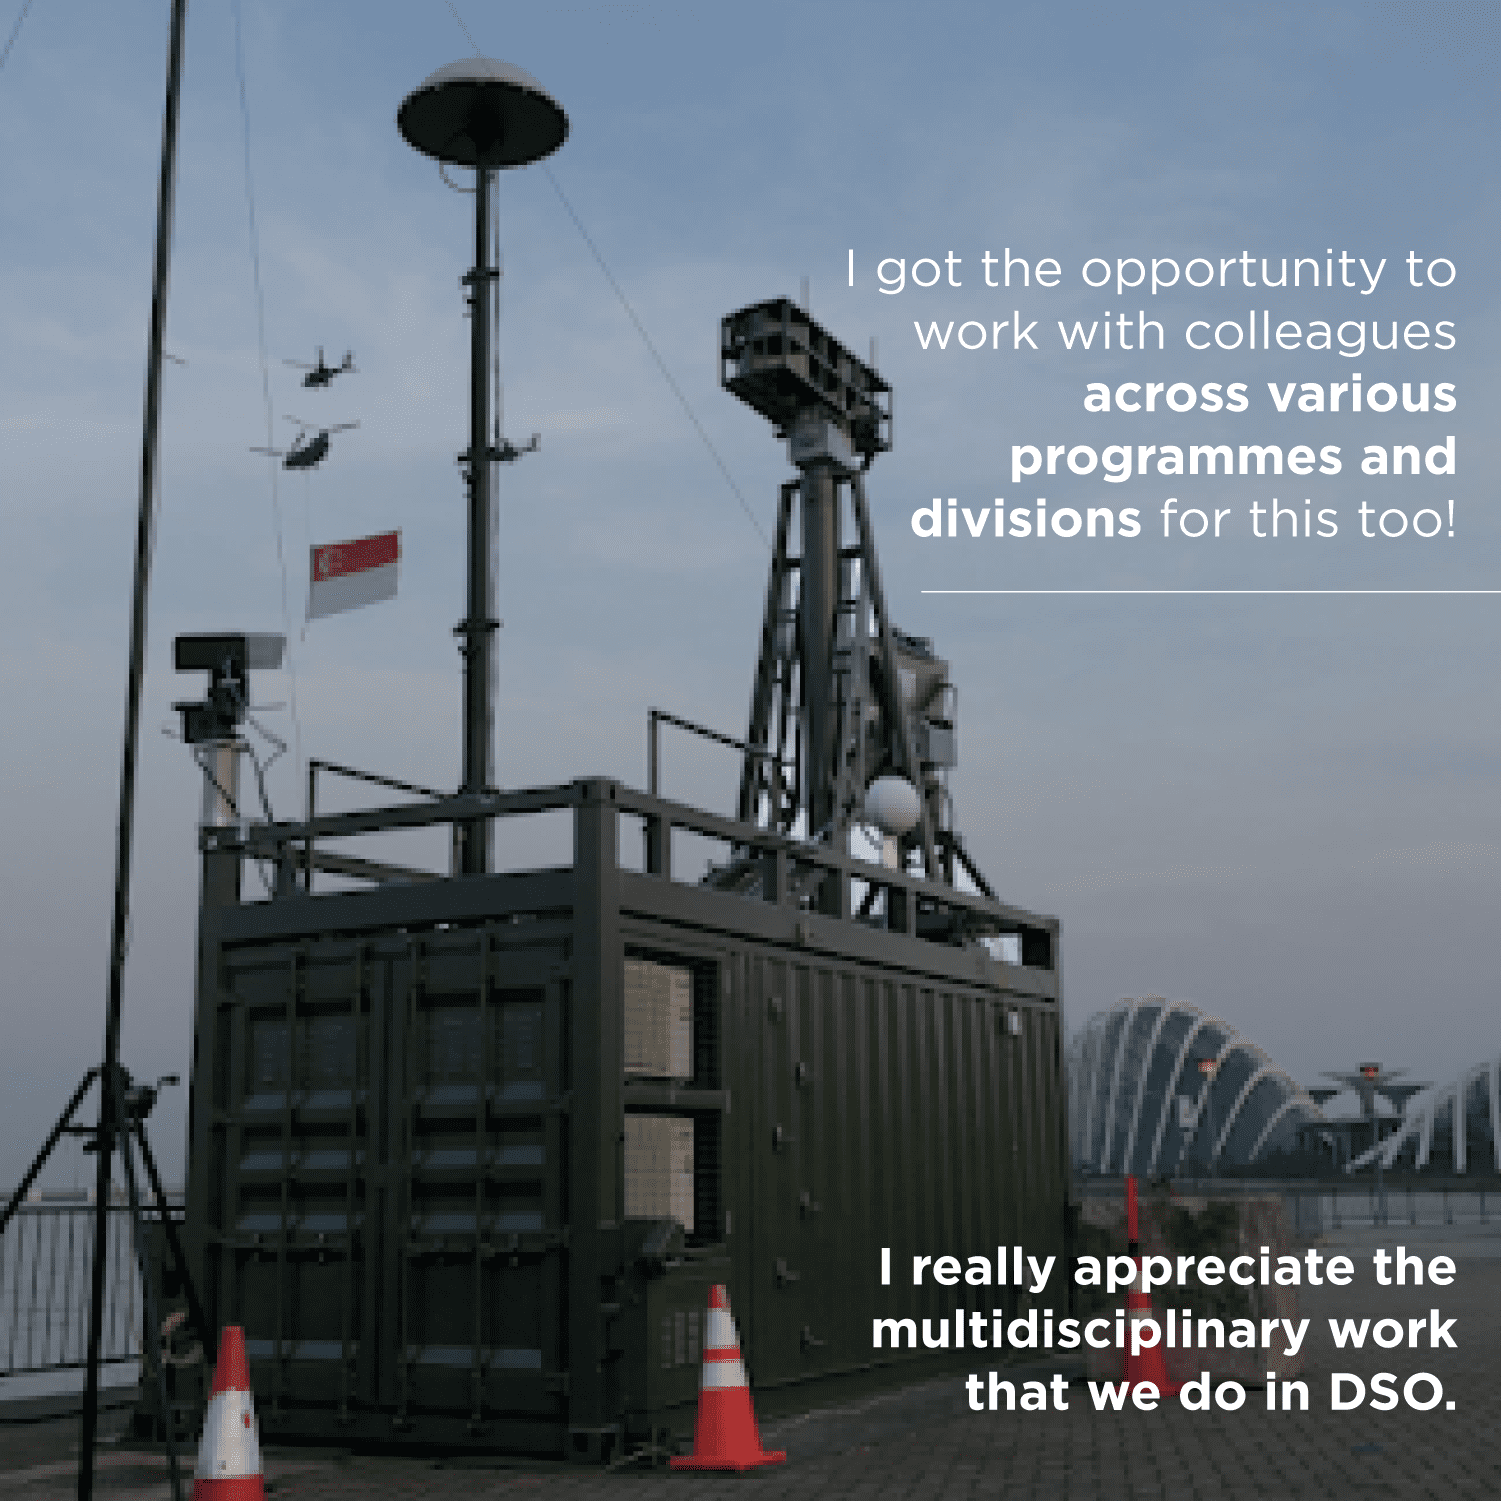 I got the opportunity to
work with colleagues
across various
programmes and
divisions for this too!
I really appreciate the
multidisciplinary work
that we do in DSO.